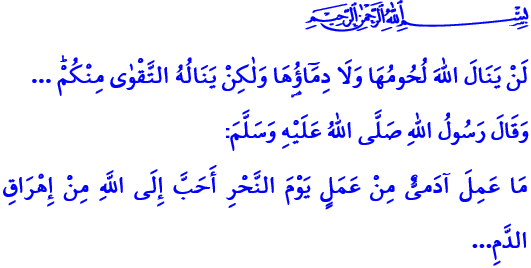 بِسْمِ اللّٰهِ الرَّحْمٰنِ الرَّحِيمِ
لَنْ يَنَالَ اللّٰهَ لُحُومُهَا وَلَا دِمَٓاؤُ۬هَا وَلٰكِنْ يَنَالُهُ التَّقْوٰى مِنْكُمْۜ ...
وَقَالَ رَسُولُ اللّٰهِ صَلَّى اللّٰهُ عَلَيْهِ وَسَلَّمَ:
مَا عَمِلَ آدَمىٌّ مِنْ عَمَلٍ يَوْمَ النَّحْرِ أَحَبَّ إِلَى اللَّهِ مِنْ إِهْرَاقِ
الدَّمِ...